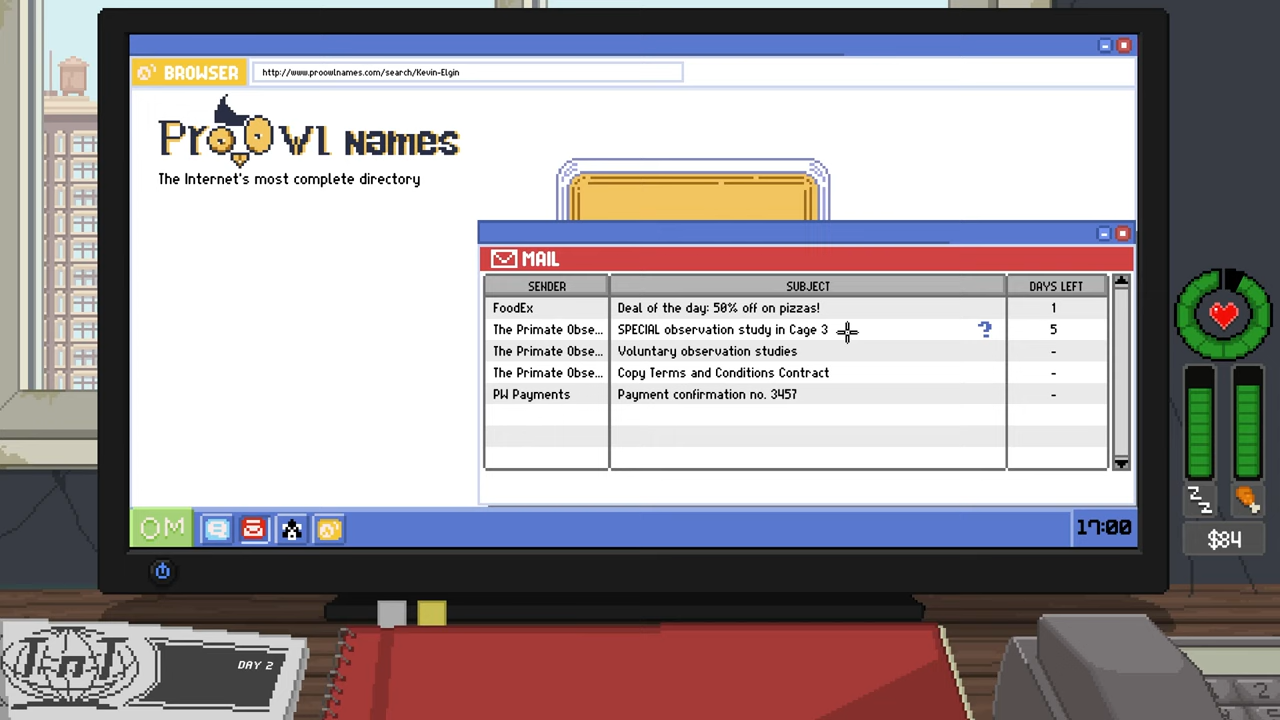 BROWSER
http://www.proowlnames.com/search/Kevin-Elgin
PrOOwl names
The Internet's most complete directory
MAIL
SENDER SUBJECT DAYS LEFT
FoodEx Deal of the day: 50% off on pizzas! 1
The Primate Obse... SPECIAL observation study in Cage 3 ? 5
The Primate Obse... Voluntary observation studies -
The Primate Obse... Copy Terms and Conditions Contract -
PW Payments Payment confirmation no. 3457 -
OM
17:00
zzz
$84
InI
DAY 2
2